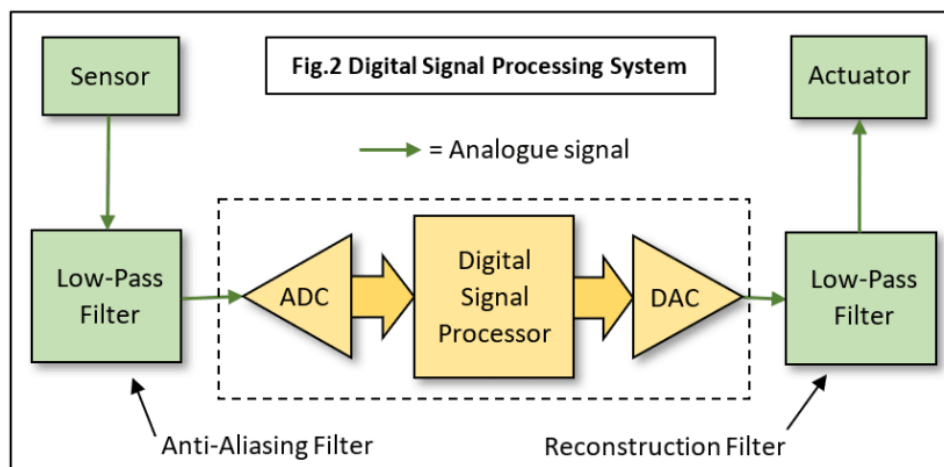 Fig.2 Digital Signal Processing System
Sensor
Actuator
= Analogue signal
Low-Pass
Filter
ADC
Digital
Signal
Processor
DAC
Low-Pass
Filter
Anti-Aliasing Filter
Reconstruction Filter